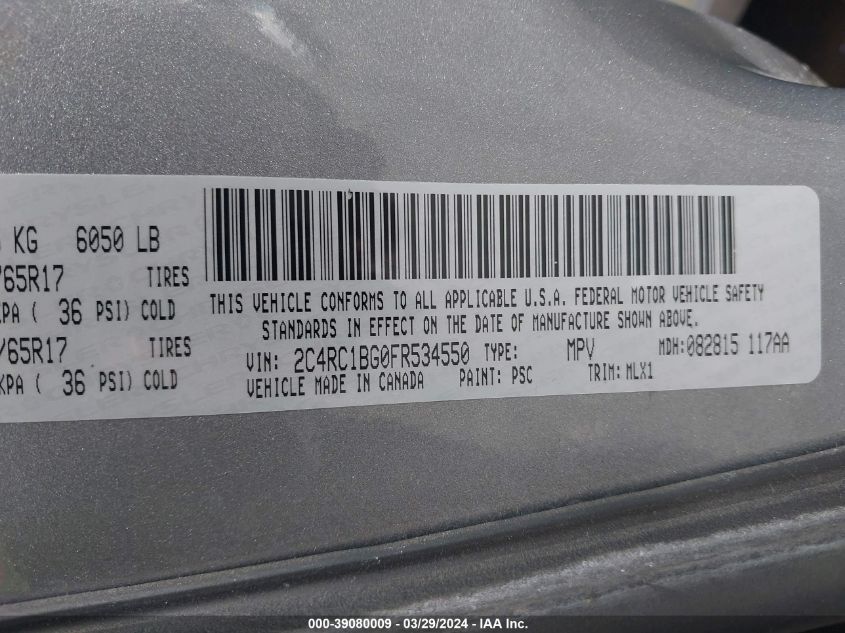 KG 6050 LB
/65R17 TIRES
KPA ( 36 PSI) COLD
/65R17 TIRES
KPA ( 36 PSI) COLD
THIS VEHICLE CONFORMS TO ALL APPLICABLE U.S.A. FEDERAL MOTOR VEHICLE SAFETY
STANDARDS IN EFFECT ON THE DATE OF MANUFACTURE SHOWN ABOVE.
VIN: 2C4RC1BG0FR534550 TYPE: MPV MDH:082815 117AA
VEHICLE MADE IN CANADA PAINT: PSC TRIM: MLX1
000-39080009 - 03/29/2024 - IAA Inc.